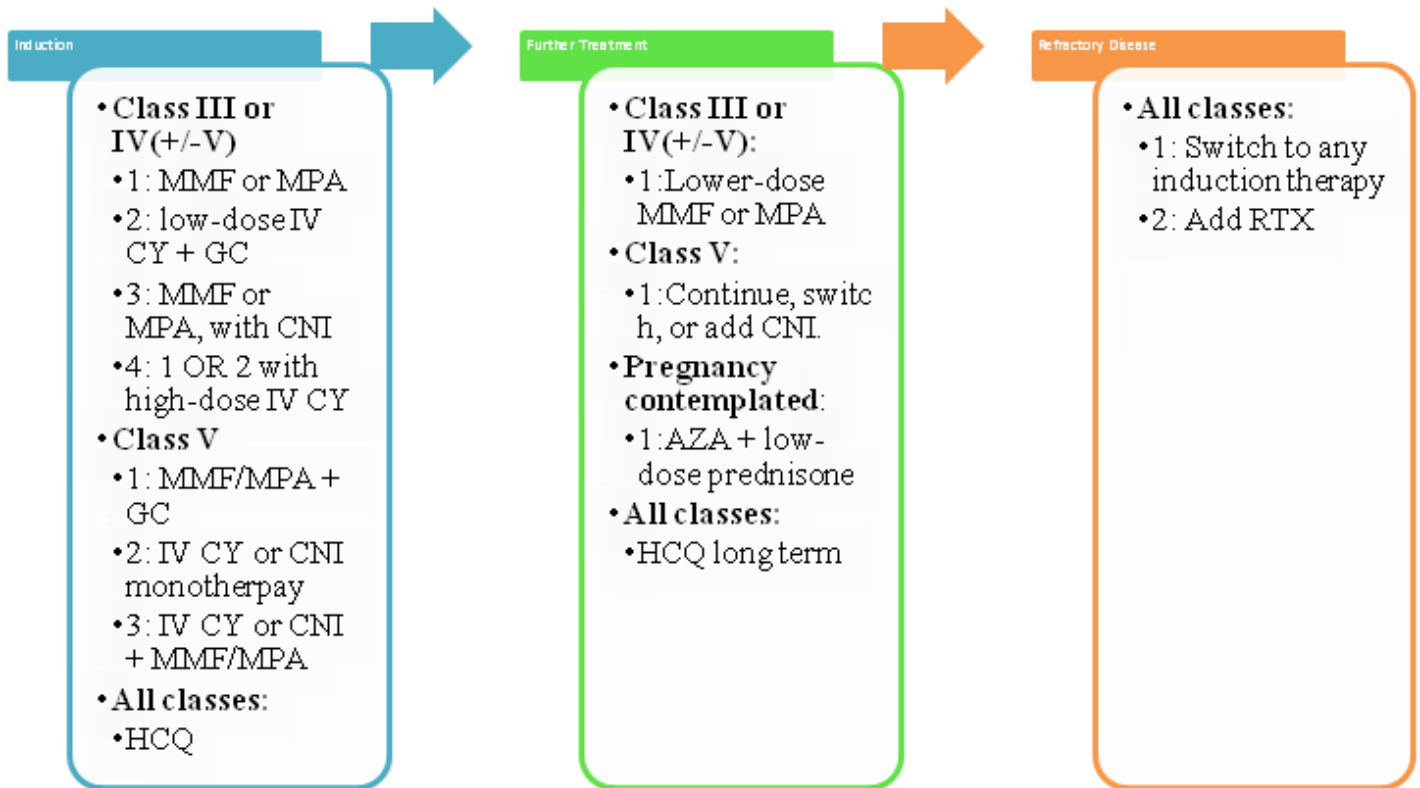 Induction
• Class III or
IV(+/-V)
•1: MMF or MPA
•2: low-dose IV
CY + GC
•3: MMF or
MPA, with CNI
•4: 1 OR 2 with
high-dose IV CY
• Class V
•1: MMF/MPA +
GC
•2: IV CY or CNI
monotherpay
•3: IV CY or CNI
+ MMF/MPA
• All classes:
•HCQ
Further Treatment
• Class III or
IV(+/-V):
•1:Lower-dose
MMF or MPA
• Class V:
•1:Continue, switc
h, or add CNI.
• Pregnancy
contemplated:
•1:AZA + low-
dose prednisone
• All classes:
•HCQ long term
Refractory Disease
• All classes:
•1: Switch to any
induction therapy
•2: Add RTX